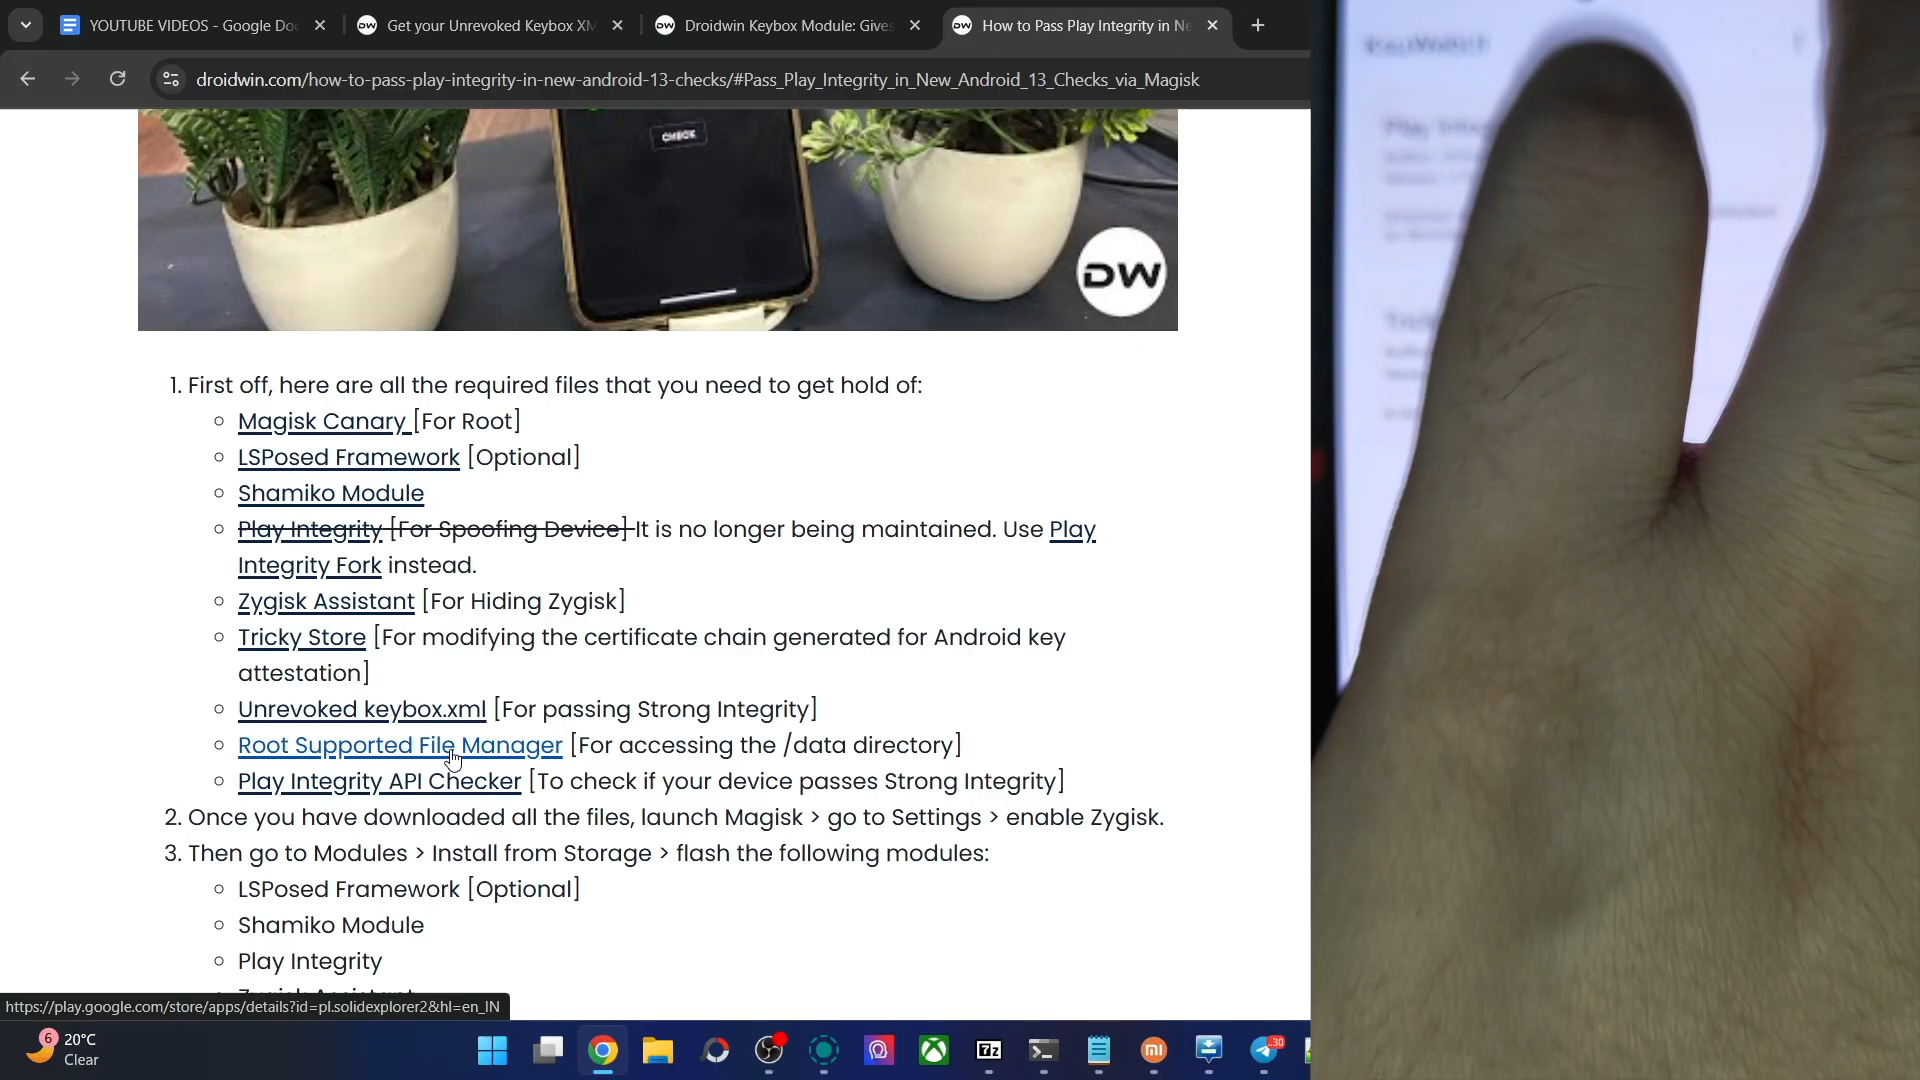 YOUTUBE VIDEOS - Google Do
Get your Unrevoked Keybox XM
Droidwin Keybox Module: Gives
How to Pass Play Integrity in Ne
droidwin.com/how-to-pass-play-integrity-in-new-android-13-checks/#Pass_Play_Integrity_in_New_Android_13_Checks_via_Magisk
CHECK
DW
1. First off, here are all the required files that you need to get hold of:
Magisk Canary [For Root]
LSPosed Framework [Optional]
Shamiko Module
Play Integrity [For Spoofing Device] It is no longer being maintained. Use Play
Integrity Fork instead.
Zygisk Assistant [For Hiding Zygisk]
Tricky Store [For modifying the certificate chain generated for Android key
attestation]
Unrevoked keybox.xml [For passing Strong Integrity]
Root Supported File Manager [For accessing the /data directory]
Play Integrity API Checker [To check if your device passes Strong Integrity]
2. Once you have downloaded all the files, launch Magisk > go to Settings > enable Zygisk.
3. Then go to Modules > Install from Storage > flash the following modules:
LSPosed Framework [Optional]
Shamiko Module
Play Integrity
Zygisk Assistant
https://play.google.com/store/apps/details?id=pl.solidexplorer2&hl=en_IN
6
20°C
Clear
7z
mi
30